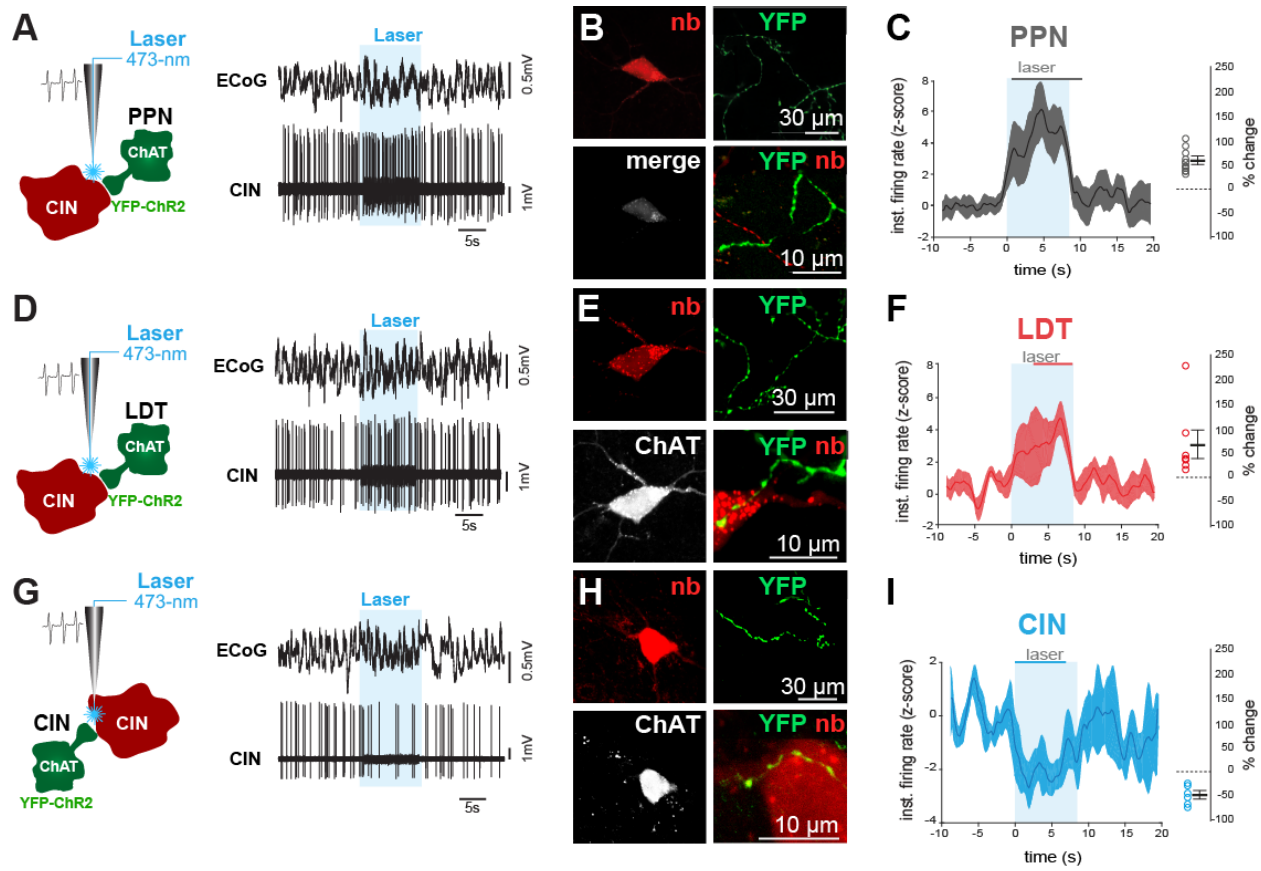 A
Laser
473-nm
PPN
ChAT
CIN
YFP-ChR2
Laser
ECoG
0.5mV
CIN
1mV
5s
B
nb
YFP
30 µm
merge
YFP nb
10 µm
C
PPN
laser
inst. firing rate (z-score)
8
6
4
2
0
-2
-10
-5
0
5
10
15
20
time (s)
250
200
150
100
50
0
-50
100
% change
D
Laser
473-nm
LDT
ChAT
CIN
YFP-ChR2
Laser
ECoG
0.5mV
CIN
1mV
5s
E
nb
YFP
30 µm
ChAT
YFP nb
10 µm
F
LDT
laser
inst. firing rate (z-score)
8
6
4
2
0
-2
-10
-5
0
5
10
15
20
time (s)
250
200
150
100
50
0
-50
100
% change
G
Laser
473-nm
CIN
CIN
ChAT
YFP-ChR2
Laser
ECoG
0.5mV
CIN
1mV
5s
H
nb
YFP
30 µm
ChAT
YFP nb
10 µm
I
CIN
laser
inst. firing rate (z-score)
2
0
-2
-4
-10
-5
0
5
10
15
20
time (s)
250
200
150
100
50
0
-50
100
% change